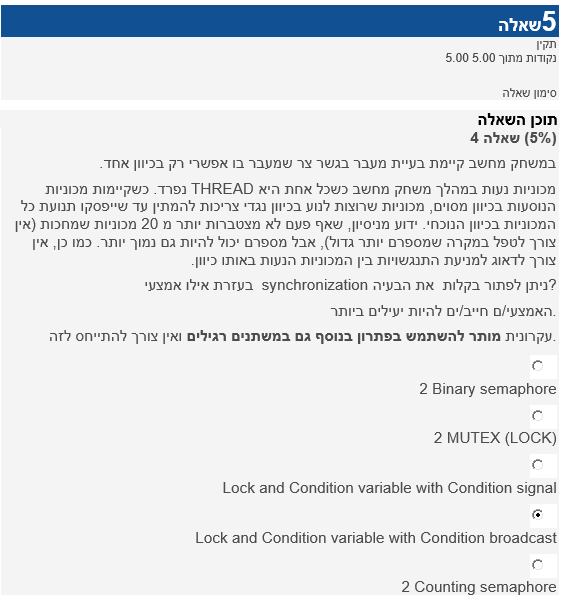 שאלה 5
תקין
5.00 נקודות מתוך 5.00
סימון שאלה
תוכן השאלה
שאלה 4 (5%)
במשחק מחשב קיימת בעיית מעבר בגשר צר שמעבר בו אפשרי רק בכיוון אחד.
מכוניות נעות במהלך משחק מחשב כשכל אחת היא THREAD נפרד. כשקיימות מכוניות
הנוסעות בכיוון מסוים, מכוניות שרוצות לנוע בכיוון נגדי צריכות להמתין עד שייפסקו תנועת כל
המכוניות בכיוון הנוכחי. ידוע מניסיון, שאף פעם לא מצטברות יותר מ 20 מכוניות שמחכות (אין
צורך לטפל במקרה שמספרם יותר גדול), אבל מספרם יכול להיות גם נמוך יותר. כמו כן, אין
צורך לדאוג למניעת התנגשויות בין המכוניות הנעות באותו כיוון.
?ניתן לפתור בקלות את הבעיה synchronization בעזרת אילו אמצעי
.האמצעי/ם חייב/ים להיות יעילים ביותר
.עקרונית מותר להשתמש בפתרון בנוסף גם במשתנים רגילים ואין צורך להתייחס לזה
2 Binary semaphore
2 MUTEX (LOCK)
Lock and Condition variable with Condition signal
Lock and Condition variable with Condition broadcast
2 Counting semaphore